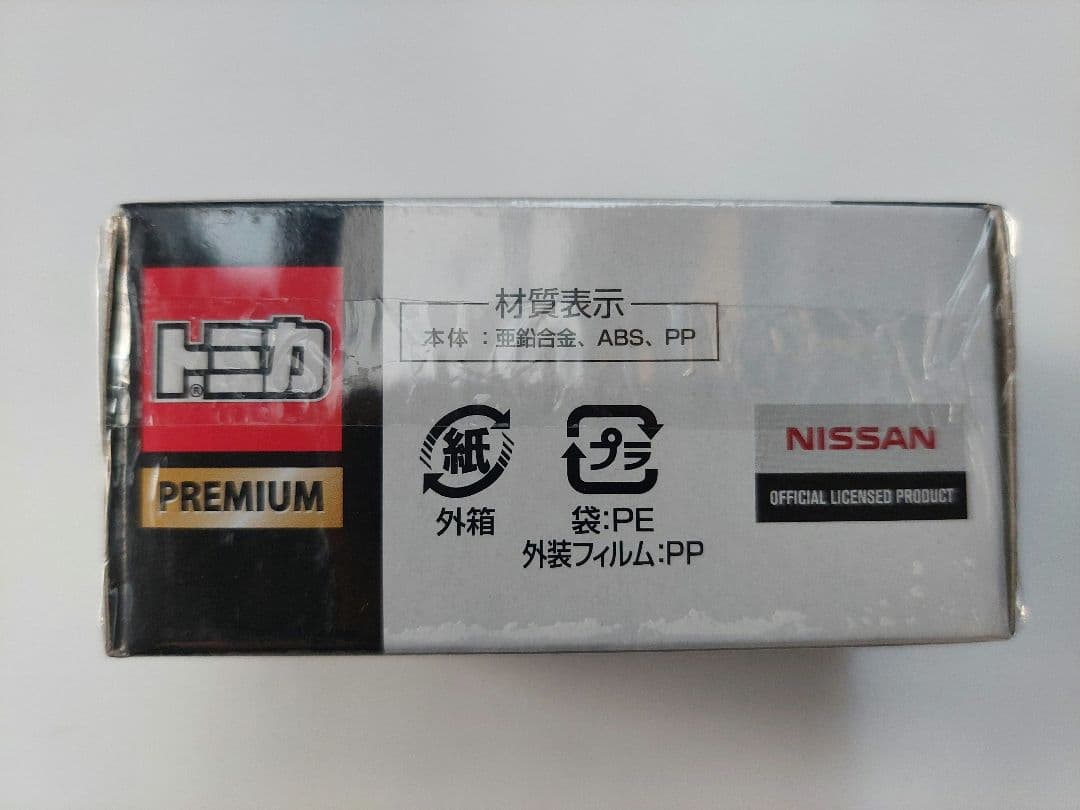 トミカ®
PREMIUM
材質表示
本体：亜鉛合金、ABS、PP
紙
外箱
プラ
袋:PE
外装フィルム:PP
NISSAN
OFFICIAL LICENSED PRODUCT